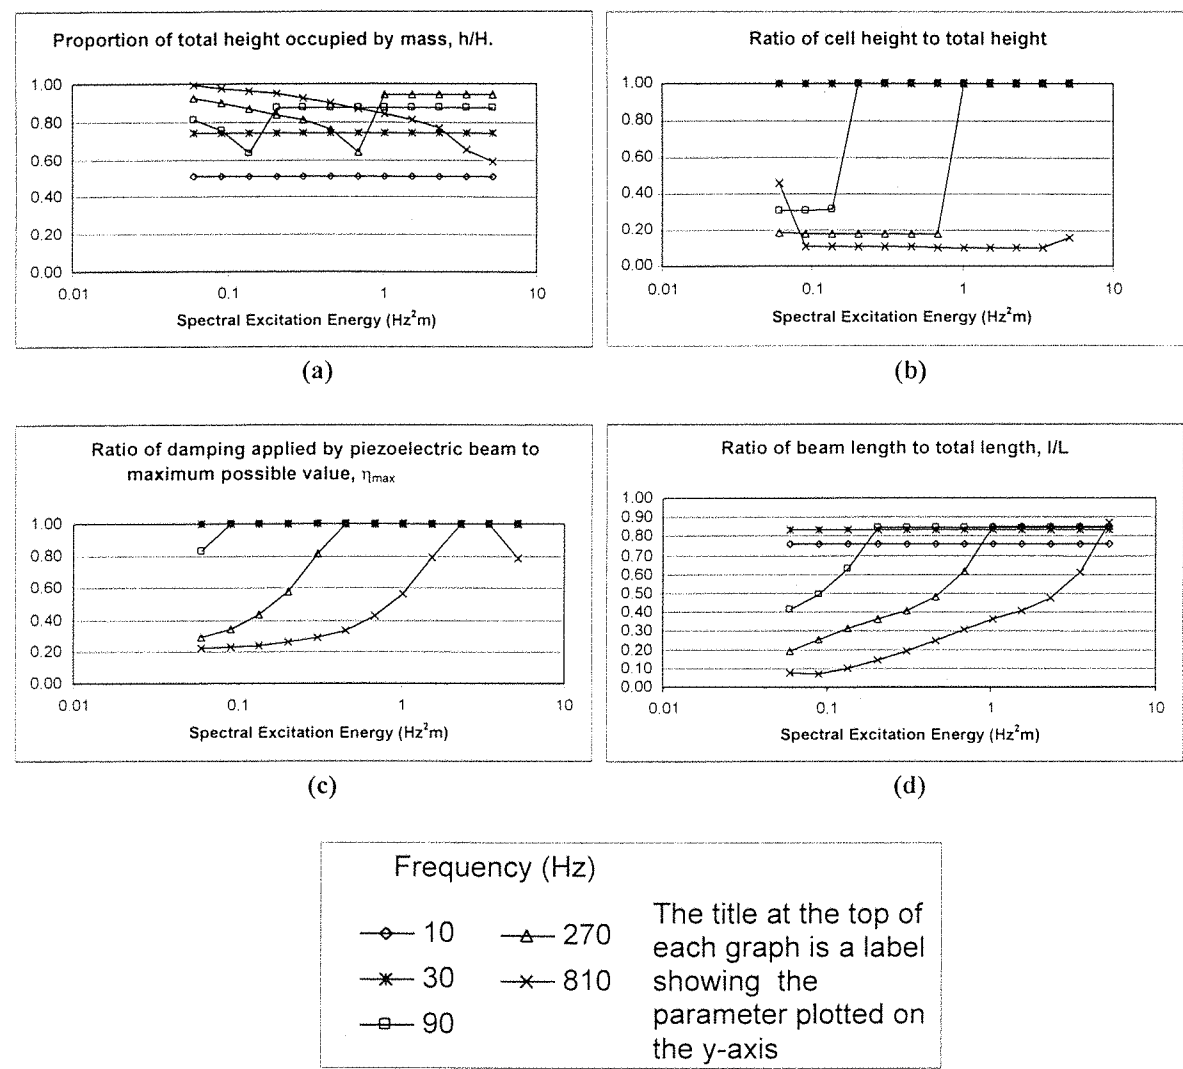 Proportion of total height occupied by mass, h/H.
1.00
0.80
0.60
0.40
0.20
0.00
0.01
0.1
1
10
Spectral Excitation Energy (Hz²m)
(a)
Ratio of cell height to total height
1.00
0.80
0.60
0.40
0.20
0.00
0.01
0.1
1
10
Spectral Excitation Energy (Hz²m)
(b)
Ratio of damping applied by piezoelectric beam to
maximum possible value, ηmax
1.00
0.80
0.60
0.40
0.20
0.00
0.01
0.1
1
10
Spectral Excitation Energy (Hz²m)
(c)
Ratio of beam length to total length, l/L
1.00
0.90
0.80
0.70
0.60
0.50
0.40
0.30
0.20
0.10
0.00
0.01
0.1
1
10
Spectral Excitation Energy (Hz²m)
(d)
Frequency (Hz)
10
30
90
270
810
The title at the top of
each graph is a label
showing the
parameter plotted on
the y-axis